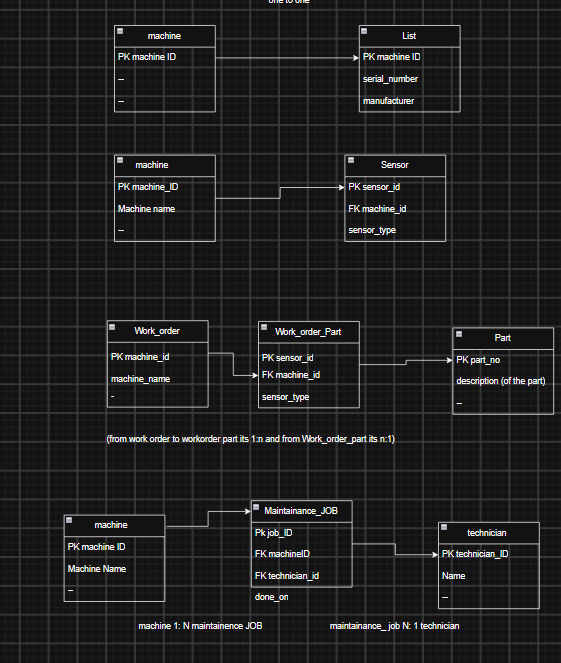 one to one
machine
PK machine ID
--
--
List
PK machine ID
serial_number
manufacturer
machine
PK machine_ID
Machine name
--
Sensor
PK sensor_id
FK machine_id
sensor_type
Work_order
PK machine_id
machine_name
-
Work_order_Part
PK sensor_id
FK machine_id
sensor_type
Part
PK part_no
description (of the part)
--
(from work order to workorder part its 1:n and from Work_order_part its n:1)
machine
PK machine ID
Machine Name
--
Maintainance_JOB
Pk job_ID
FK machineID
FK technician_id
done_on
technician
PK technician_ID
Name
--
machine 1: N maintainence JOB
maintainance_ job N: 1 technician